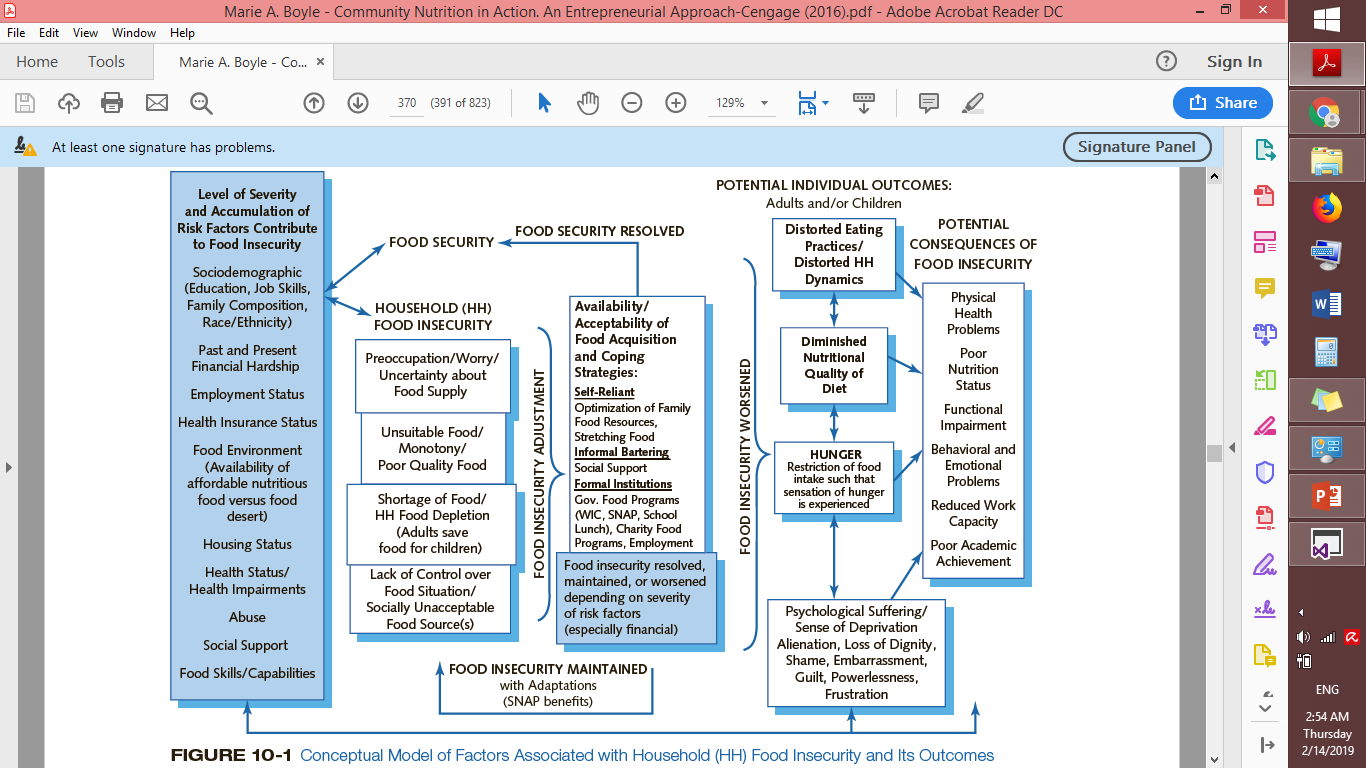 Marie A. Boyle - Community Nutrition in Action. An Entrepreneurial Approach-Cengage (2016).pdf - Adobe Acrobat Reader DC
File Edit View Window Help
Home Tools Marie A. Boyle - Co... × Sign In
370 (391 of 823) 129% Share
At least one signature has problems. Signature Panel
Level of Severity
and Accumulation of
Risk Factors Contribute
to Food Insecurity
Sociodemographic
(Education, Job Skills,
Family Composition,
Race/Ethnicity)
Past and Present
Financial Hardship
Employment Status
Health Insurance Status
Food Environment
(Availability of
affordable nutritious
food versus food
desert)
Housing Status
Health Status/
Health Impairments
Abuse
Social Support
Food Skills/Capabilities
FOOD SECURITY
FOOD SECURITY RESOLVED
HOUSEHOLD (HH)
FOOD INSECURITY
Preoccupation/Worry/
Uncertainty about
Food Supply
Unsuitable Food/
Monotony/
Poor Quality Food
Shortage of Food/
HH Food Depletion
(Adults save
food for children)
Lack of Control over
Food Situation/
Socially Unacceptable
Food Source(s)
FOOD INSECURITY ADJUSTMENT
Availability/
Acceptability of
Food Acquisition
and Coping
Strategies:
Self-Reliant
Optimization of Family
Food Resources,
Stretching Food
Informal Bartering
Social Support
Formal Institutions
Gov. Food Programs
(WIC, SNAP, School
Lunch), Charity Food
Programs, Employment
Food insecurity resolved,
maintained, or worsened
depending on severity
of risk factors
(especially financial)
FOOD INSECURITY MAINTAINED
with Adaptations
(SNAP benefits)
FOOD INSECURITY WORSENED
POTENTIAL INDIVIDUAL OUTCOMES:
Adults and/or Children
Distorted Eating
Practices/
Distorted HH
Dynamics
Diminished
Nutritional
Quality of
Diet
HUNGER
Restriction of food
intake such that
sensation of hunger
is experienced
Psychological Suffering/
Sense of Deprivation
Alienation, Loss of Dignity,
Shame, Embarrassment,
Guilt, Powerlessness,
Frustration
POTENTIAL
CONSEQUENCES OF
FOOD INSECURITY
Physical
Health
Problems
Poor
Nutrition
Status
Functional
Impairment
Behavioral and
Emotional
Problems
Reduced Work
Capacity
Poor Academic
Achievement
FIGURE 10-1 Conceptual Model of Factors Associated with Household (HH) Food Insecurity and Its Outcomes
ENG
2:54 AM
Thursday
2/14/2019